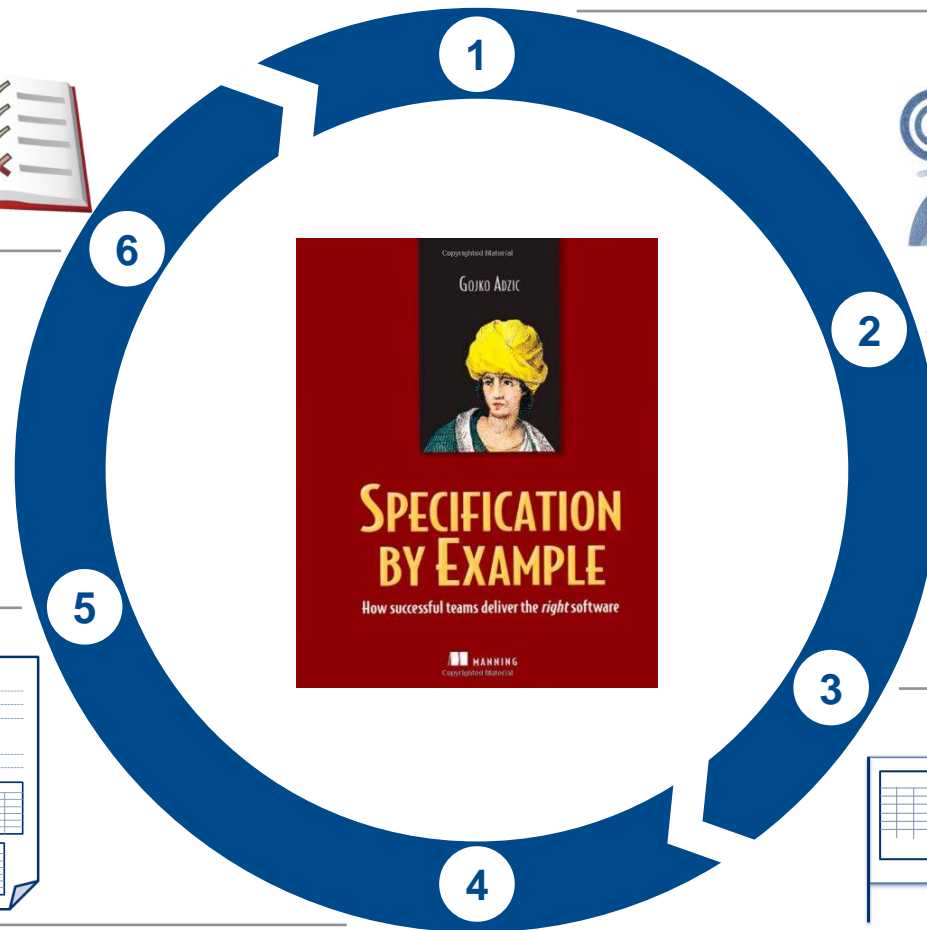 1
6
2
Copyrighted Material
GOJKO ADZIC
SPECIFICATION
BY EXAMPLE
How successful teams deliver the right software
MANNING
Copyrighted Material
5
3
4